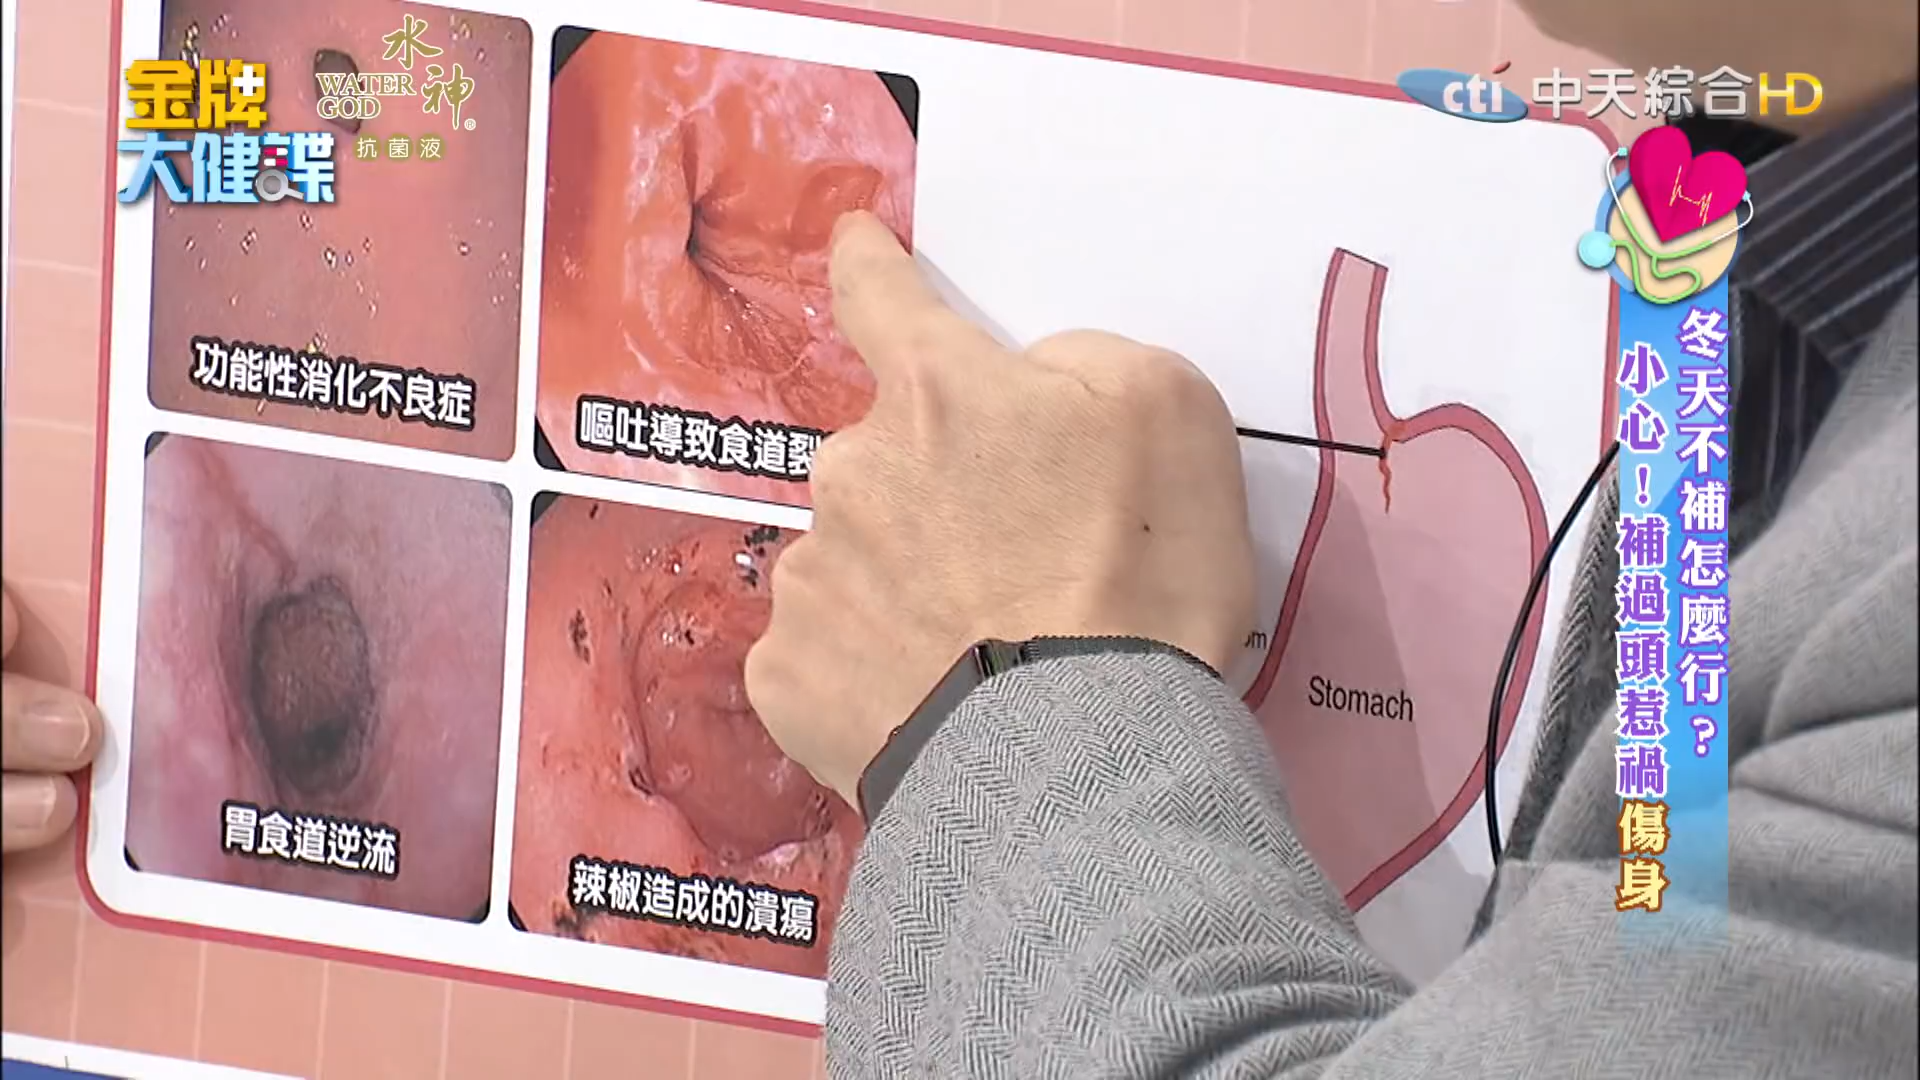 金牌
大健諜
水神
WATER
GOD
抗菌液
cti 中天綜合HD
冬天不補怎麼行？
小心！補過頭惹禍傷身
功能性消化不良症
嘔吐導致食道裂
胃食道逆流
辣椒造成的潰瘍
Stomach